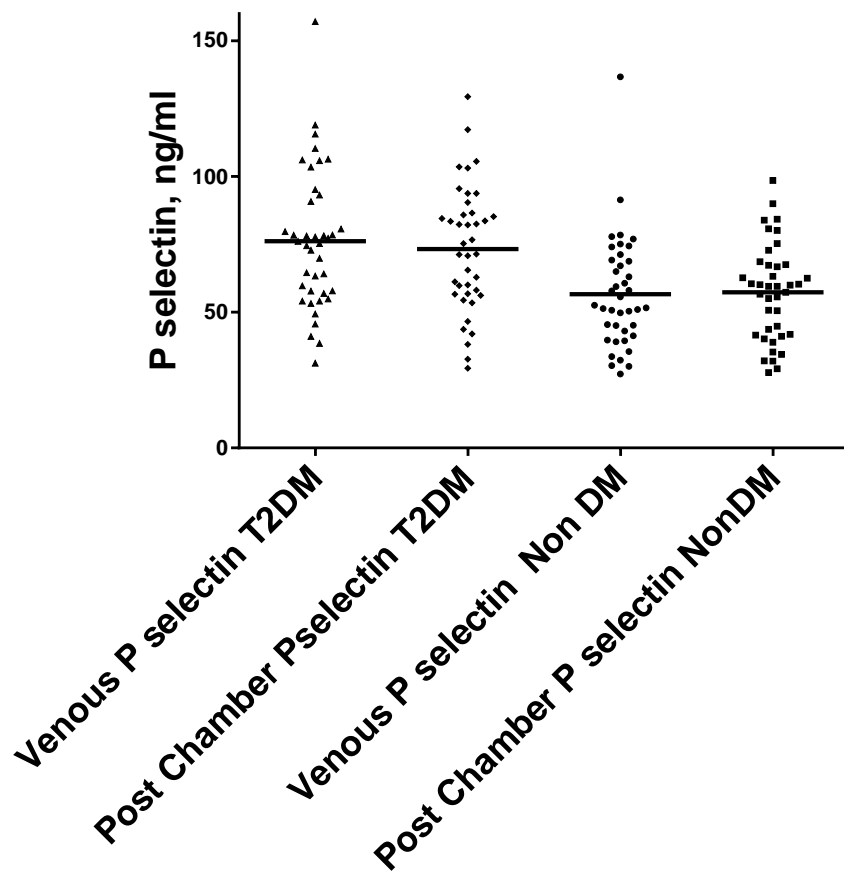 P selectin, ng/ml
150
100
50
0
Venous P selectin T2DM
Post Chamber Pselectin T2DM
Venous P selectin  Non DM
Post Chamber P selectin NonDM